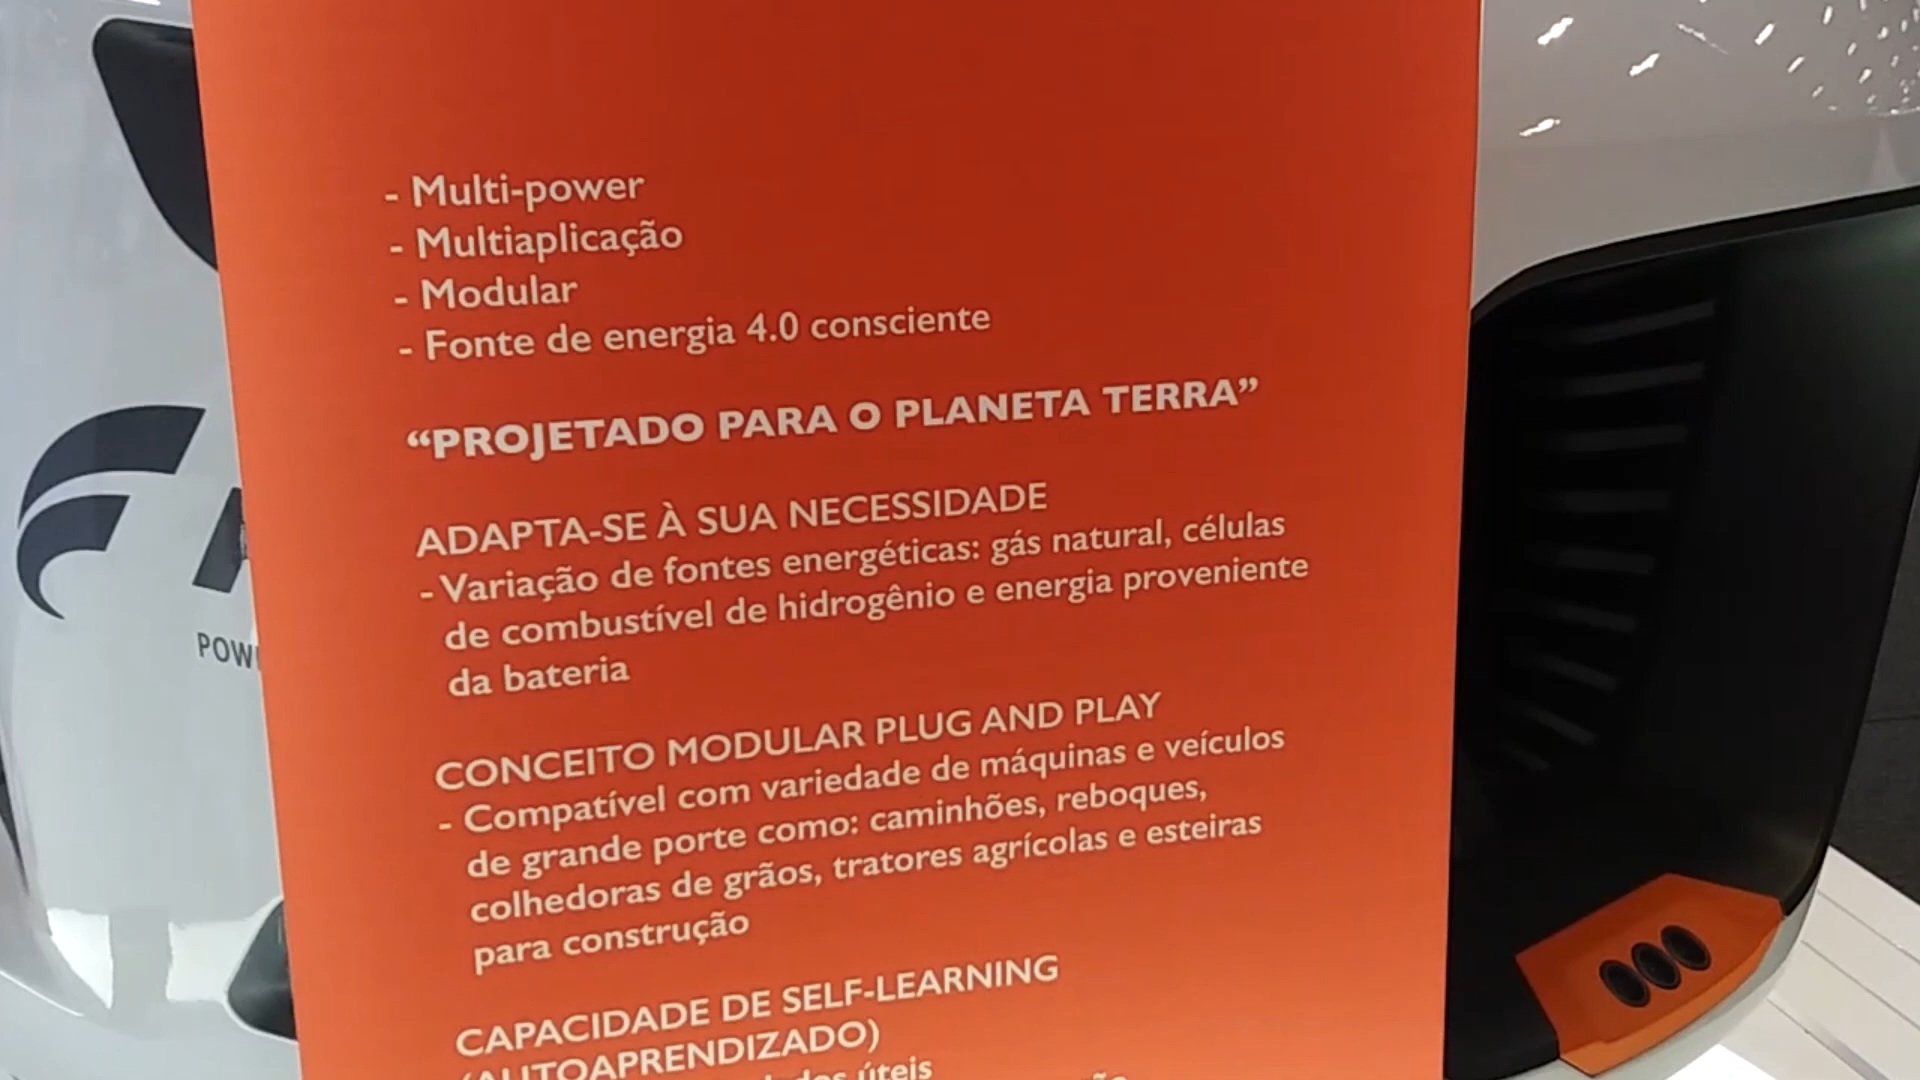 - Multi-power
- Multiaplicação
- Modular
- Fonte de energia 4.0 consciente
“PROJETADO PARA O PLANETA TERRA”
ADAPTA-SE À SUA NECESSIDADE
- Variação de fontes energéticas: gás natural, células
de combustível de hidrogênio e energia proveniente
da bateria
CONCEITO MODULAR PLUG AND PLAY
- Compatível com variedade de máquinas e veículos
de grande porte como: caminhões, reboques,
colhedoras de grãos, tratores agrícolas e esteiras
para construção
CAPACIDADE DE SELF-LEARNING
(AUTOAPRENDIZADO)
úteis